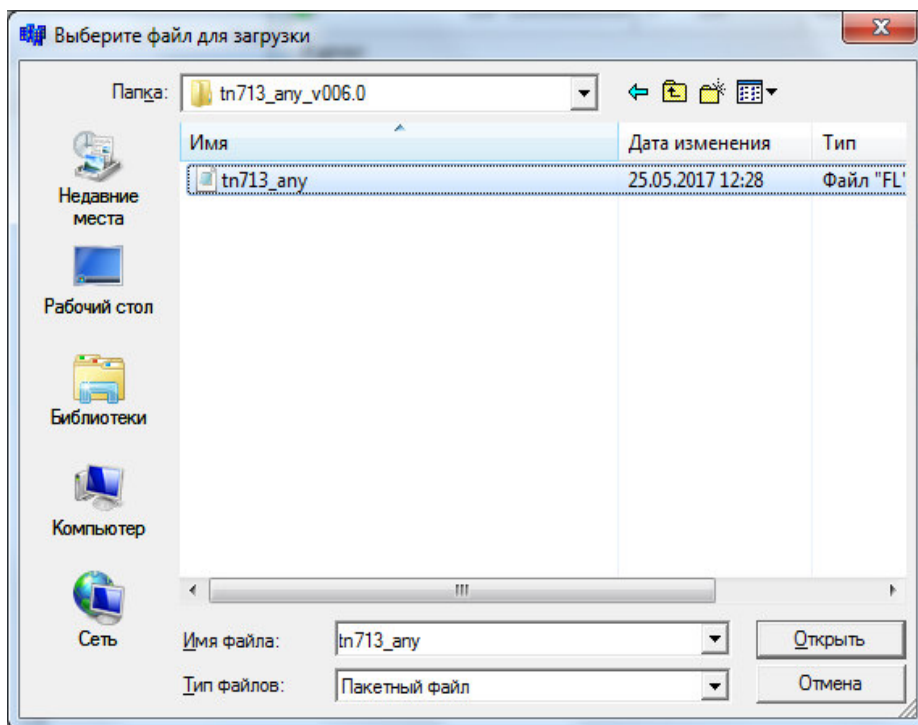 Выберите файл для загрузки
Папка: tn713_any_v006.0
Имя Дата изменения Тип
tn713_any 25.05.2017 12:28 Файл "FL"
Недавние
места
Рабочий стол
Библиотеки
Компьютер
Сеть
Имя файла: tn713_any Открыть
Тип файлов: Пакетный файл Отмена